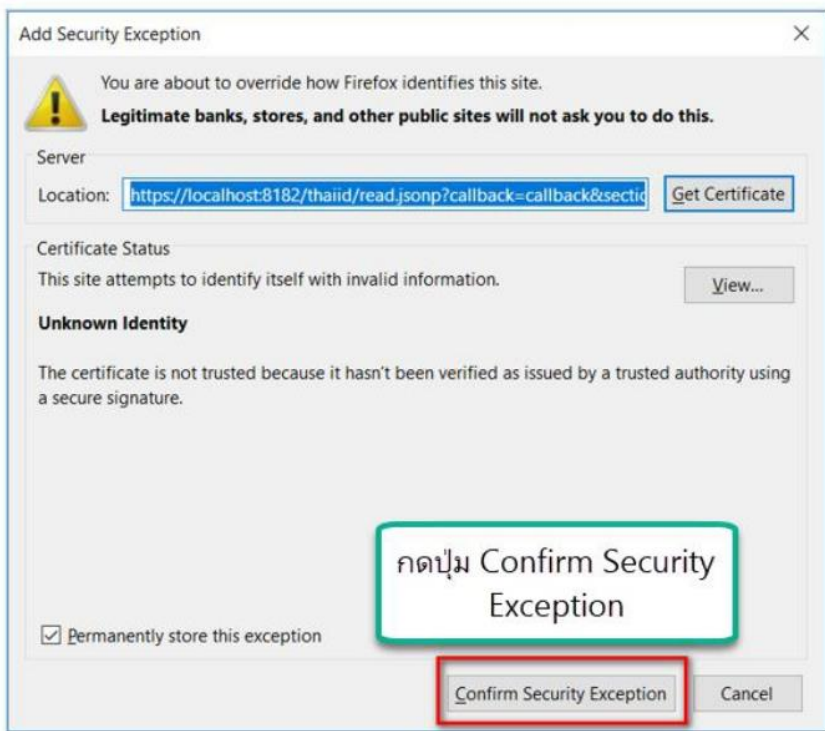 Add Security Exception
You are about to override how Firefox identifies this site.
Legitimate banks, stores, and other public sites will not ask you to do this.
Server
Location: https://localhost:8182/thaiid/read.jsonp?callback=callback&sectio Get Certificate
Certificate Status
This site attempts to identify itself with invalid information. View...
Unknown Identity
The certificate is not trusted because it hasn't been verified as issued by a trusted authority using
a secure signature.
กดปุ่ม Confirm Security
Exception
Permanently store this exception
Confirm Security Exception Cancel